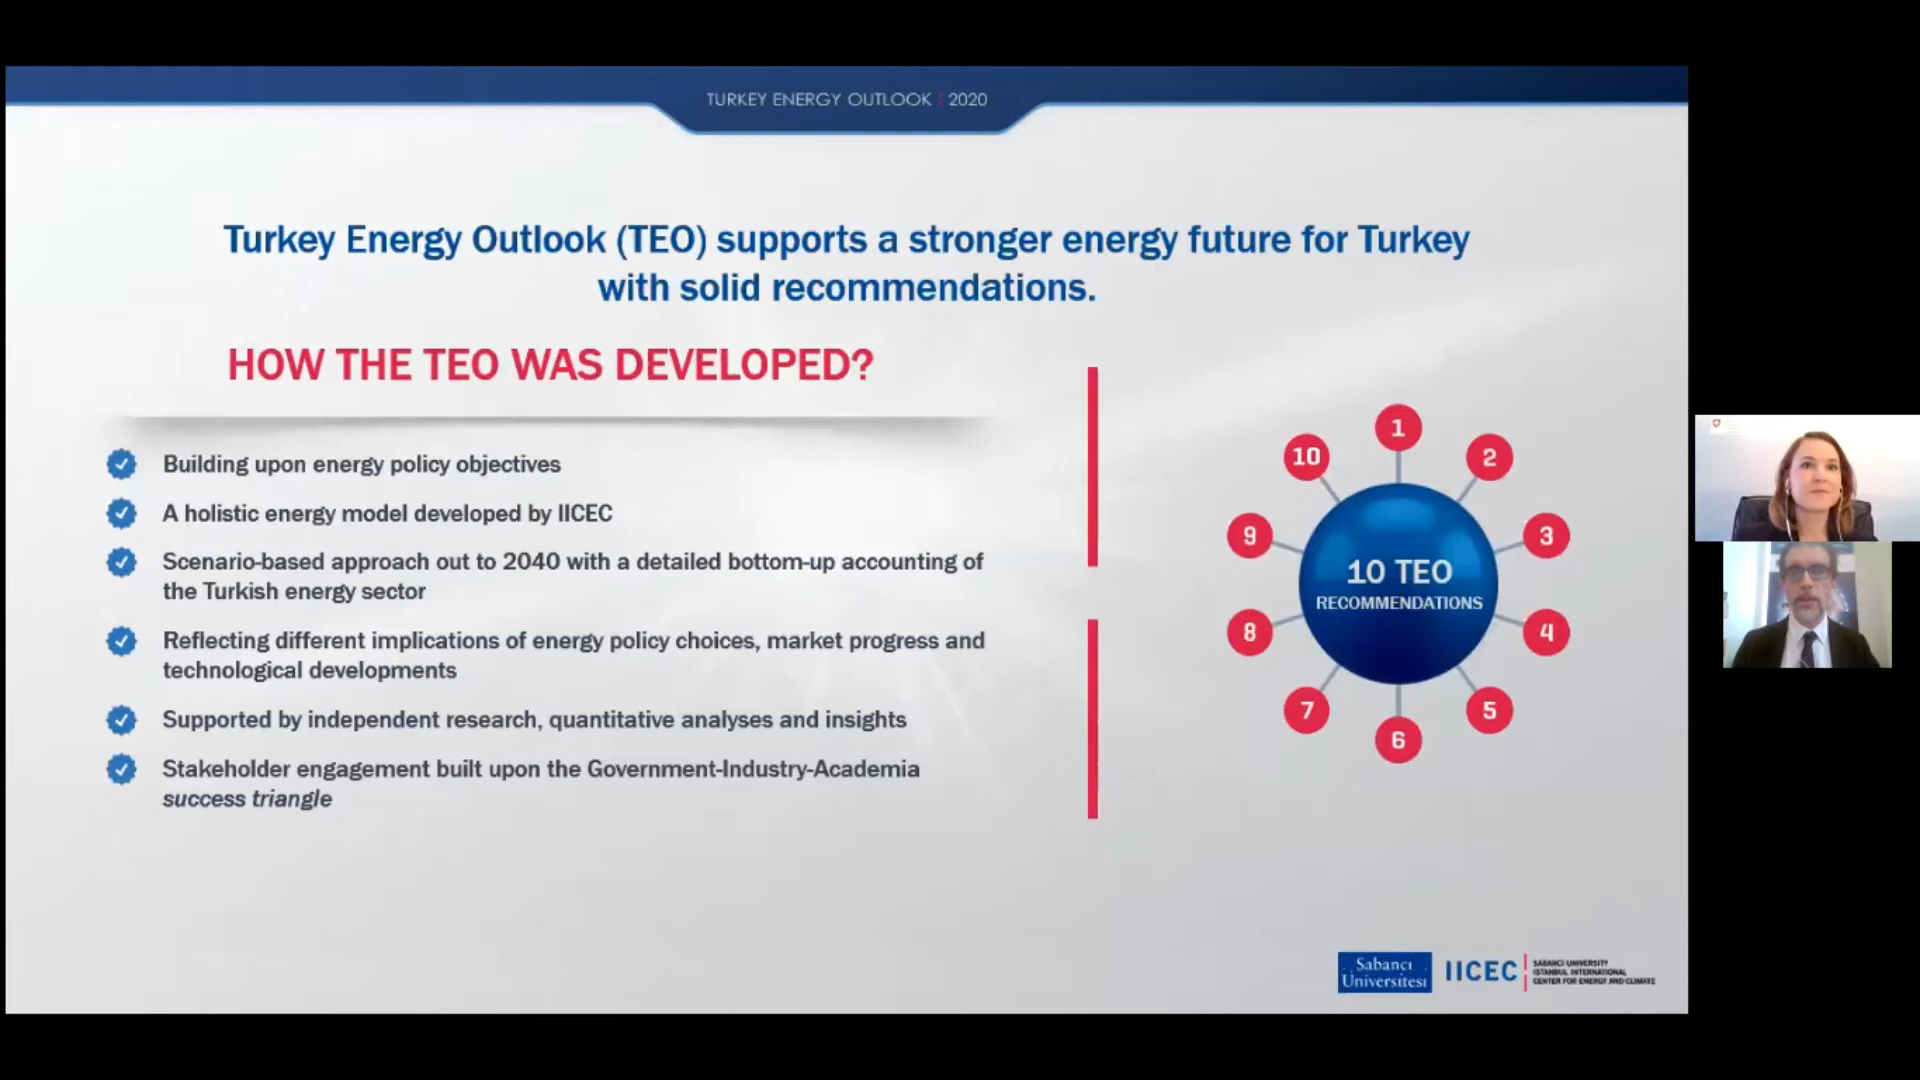 TURKEY ENERGY OUTLOOK | 2020
Turkey Energy Outlook (TEO) supports a stronger energy future for Turkey
with solid recommendations.
HOW THE TEO WAS DEVELOPED?
Building upon energy policy objectives
A holistic energy model developed by IICEC
Scenario-based approach out to 2040 with a detailed bottom-up accounting of
the Turkish energy sector
Reflecting different implications of energy policy choices, market progress and
technological developments
Supported by independent research, quantitative analyses and insights
Stakeholder engagement built upon the Government-Industry-Academia
success triangle
1
2
3
4
5
6
7
8
9
10
10 TEO
RECOMMENDATIONS
Sabancı
Üniversitesi
IICEC
SABANCI UNIVERSITY
ISTANBUL INTERNATIONAL
CENTER FOR ENERGY AND CLIMATE